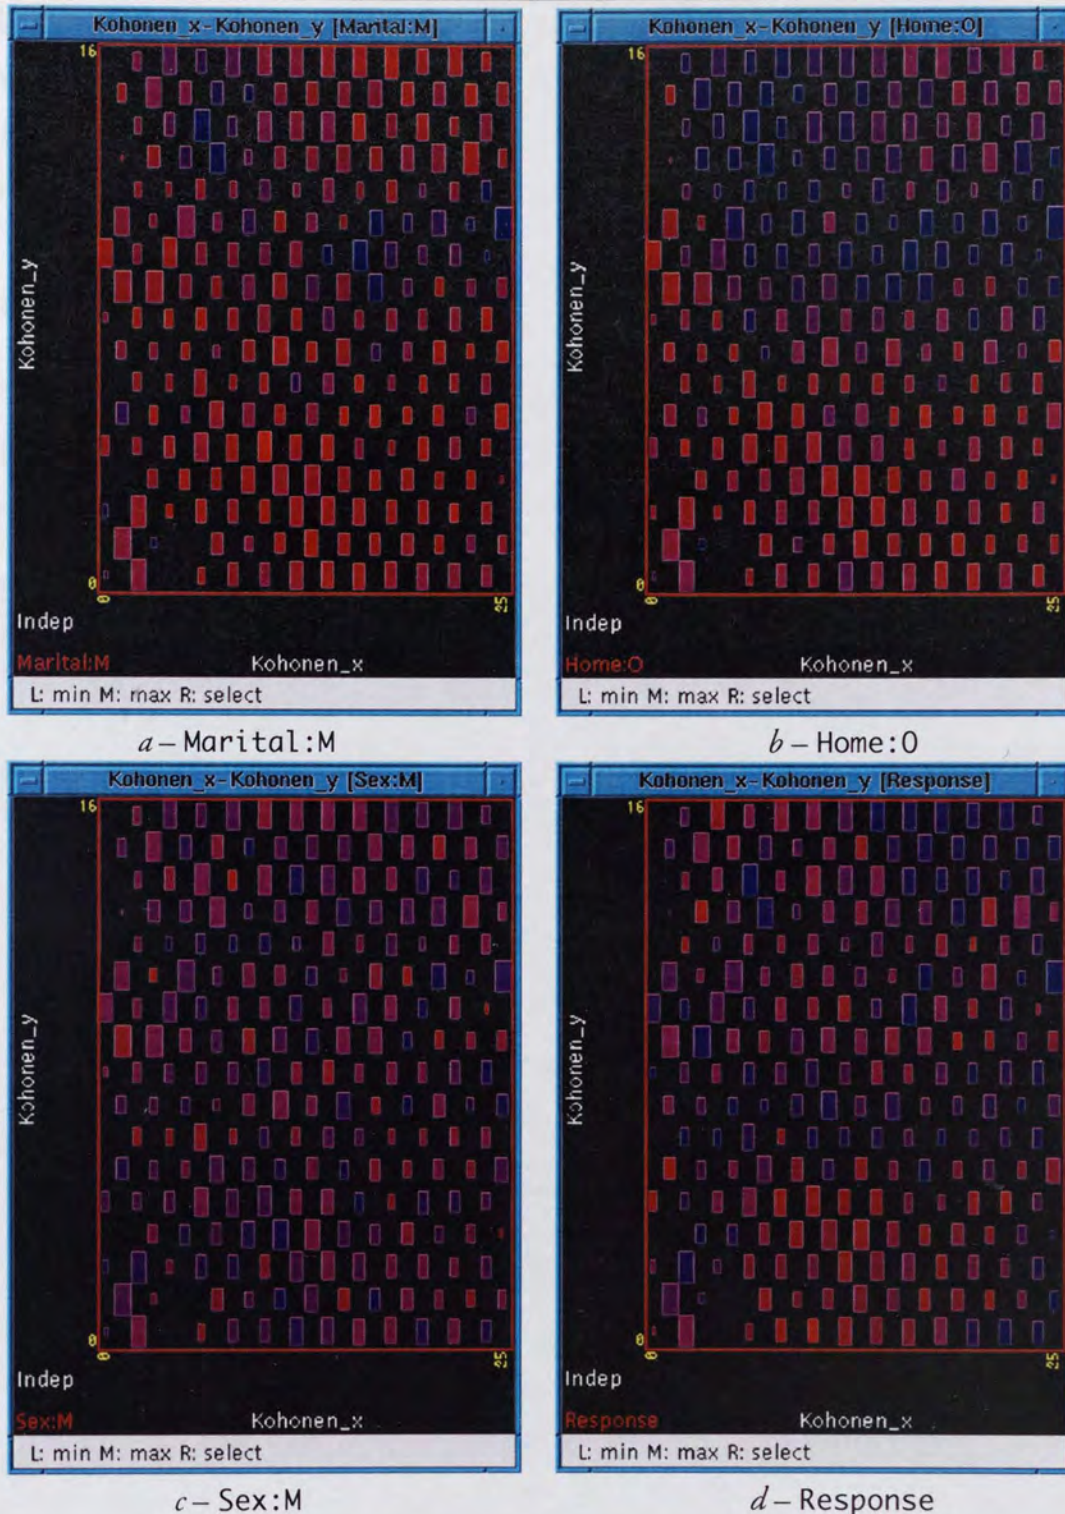 Kohonen_x-Kohonen_y [Marital:M]
16
Kohonen_y
0
0
25
Indep
Marital:M
Kohonen_x
L: min M: max R: select
a – Marital:M
Kohonen_x-Kohonen_y [Home:O]
16
Kohonen_y
0
0
25
Indep
Home:O
Kohonen_x
L: min M: max R: select
b – Home:O
Kohonen_x-Kohonen_y [Sex:M]
16
Kohonen_y
0
0
25
Indep
Sex:M
Kohonen_x
L: min M: max R: select
c – Sex:M
Kohonen_x-Kohonen_y [Response]
16
Kohonen_y
0
0
25
Indep
Response
Kohonen_x
L: min M: max R: select
d – Response